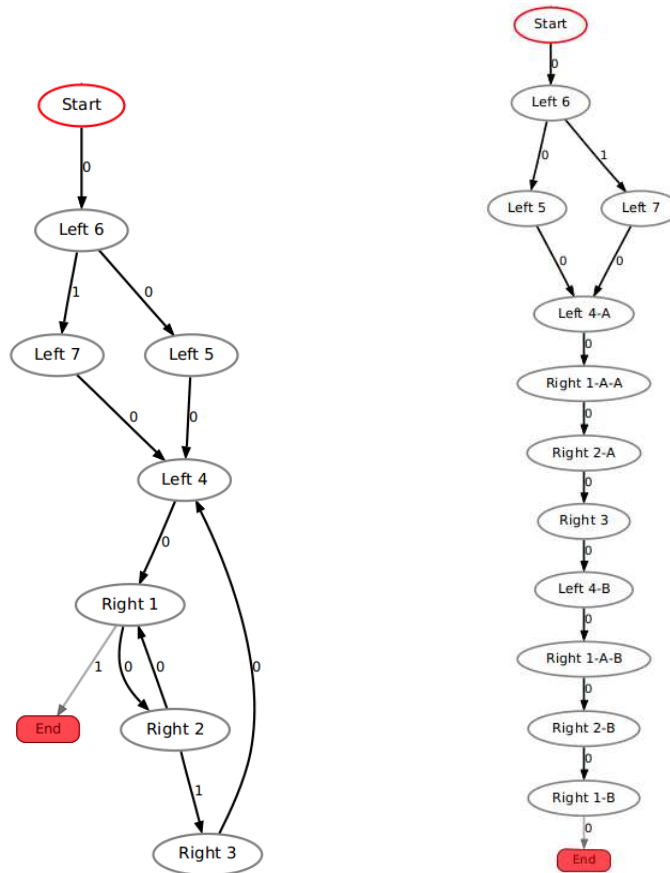 Start
0
Left 6
1
0
Left 7
Left 5
0
0
Left 4
0
Right 1
1
0
0
0
End
Right 2
1
Right 3
Start
0
Left 6
0
1
Left 5
Left 7
0
0
Left 4-A
0
Right 1-A-A
0
Right 2-A
0
Right 3
0
Left 4-B
0
Right 1-A-B
0
Right 2-B
0
Right 1-B
0
End